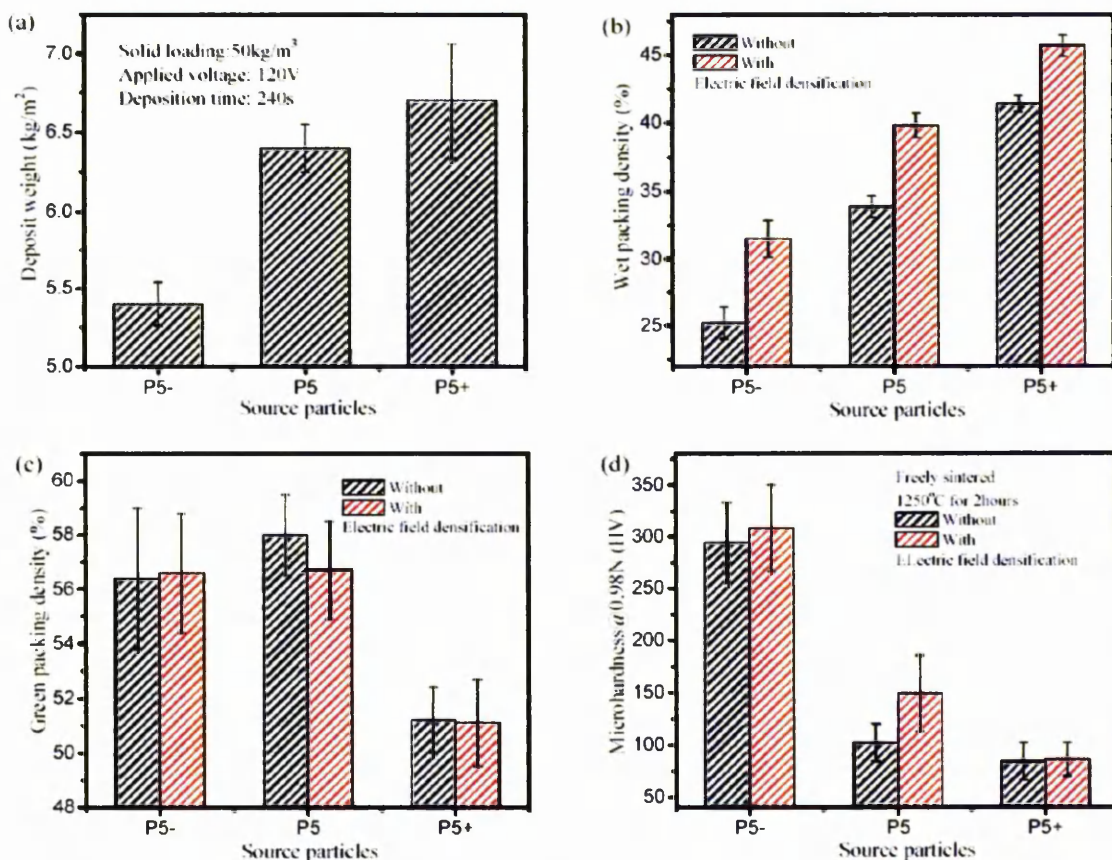 (a)
Solid loading:50kg/m³
Applied voltage: 120V
Deposition time: 240s
Deposit weight (kg/m²)
7.0
6.5
6.0
5.5
5.0
P5-
P5
P5+
Source particles
(b)
Without
With
Electric field densification
Wet packing density (%)
45
40
35
30
25
P5-
P5
P5+
Source particles
(c)
Without
With
Electric field densification
Green packing density (%)
60
58
56
54
52
50
48
P5-
P5
P5+
Source particles
(d)
Freely sintered
1250°C for 2hours
Without
With
ELectric field densification
Microhardness @ 0.98N (HV)
350
300
250
200
150
100
50
P5-
P5
P5+
Source particles